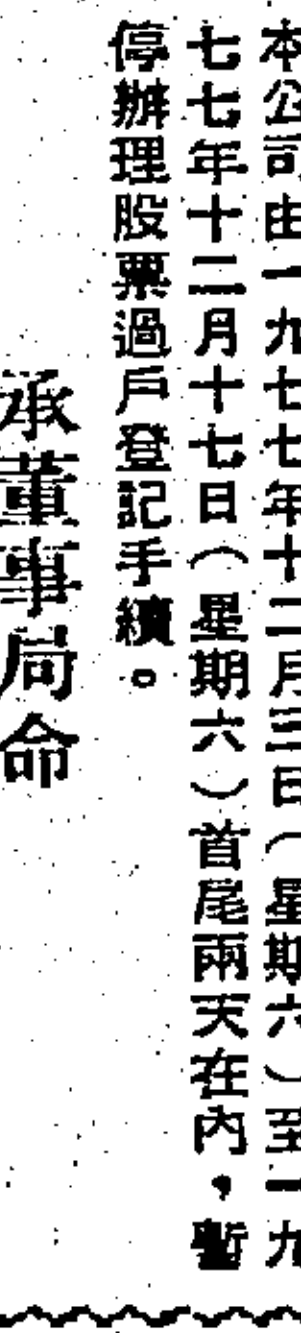 本公司由一九七七年十二月三日（星期六）至一九
七七年十二月十七日（星期六）首尾兩天在內，暫
停辦理股票過戶登記手續。
承董事局命